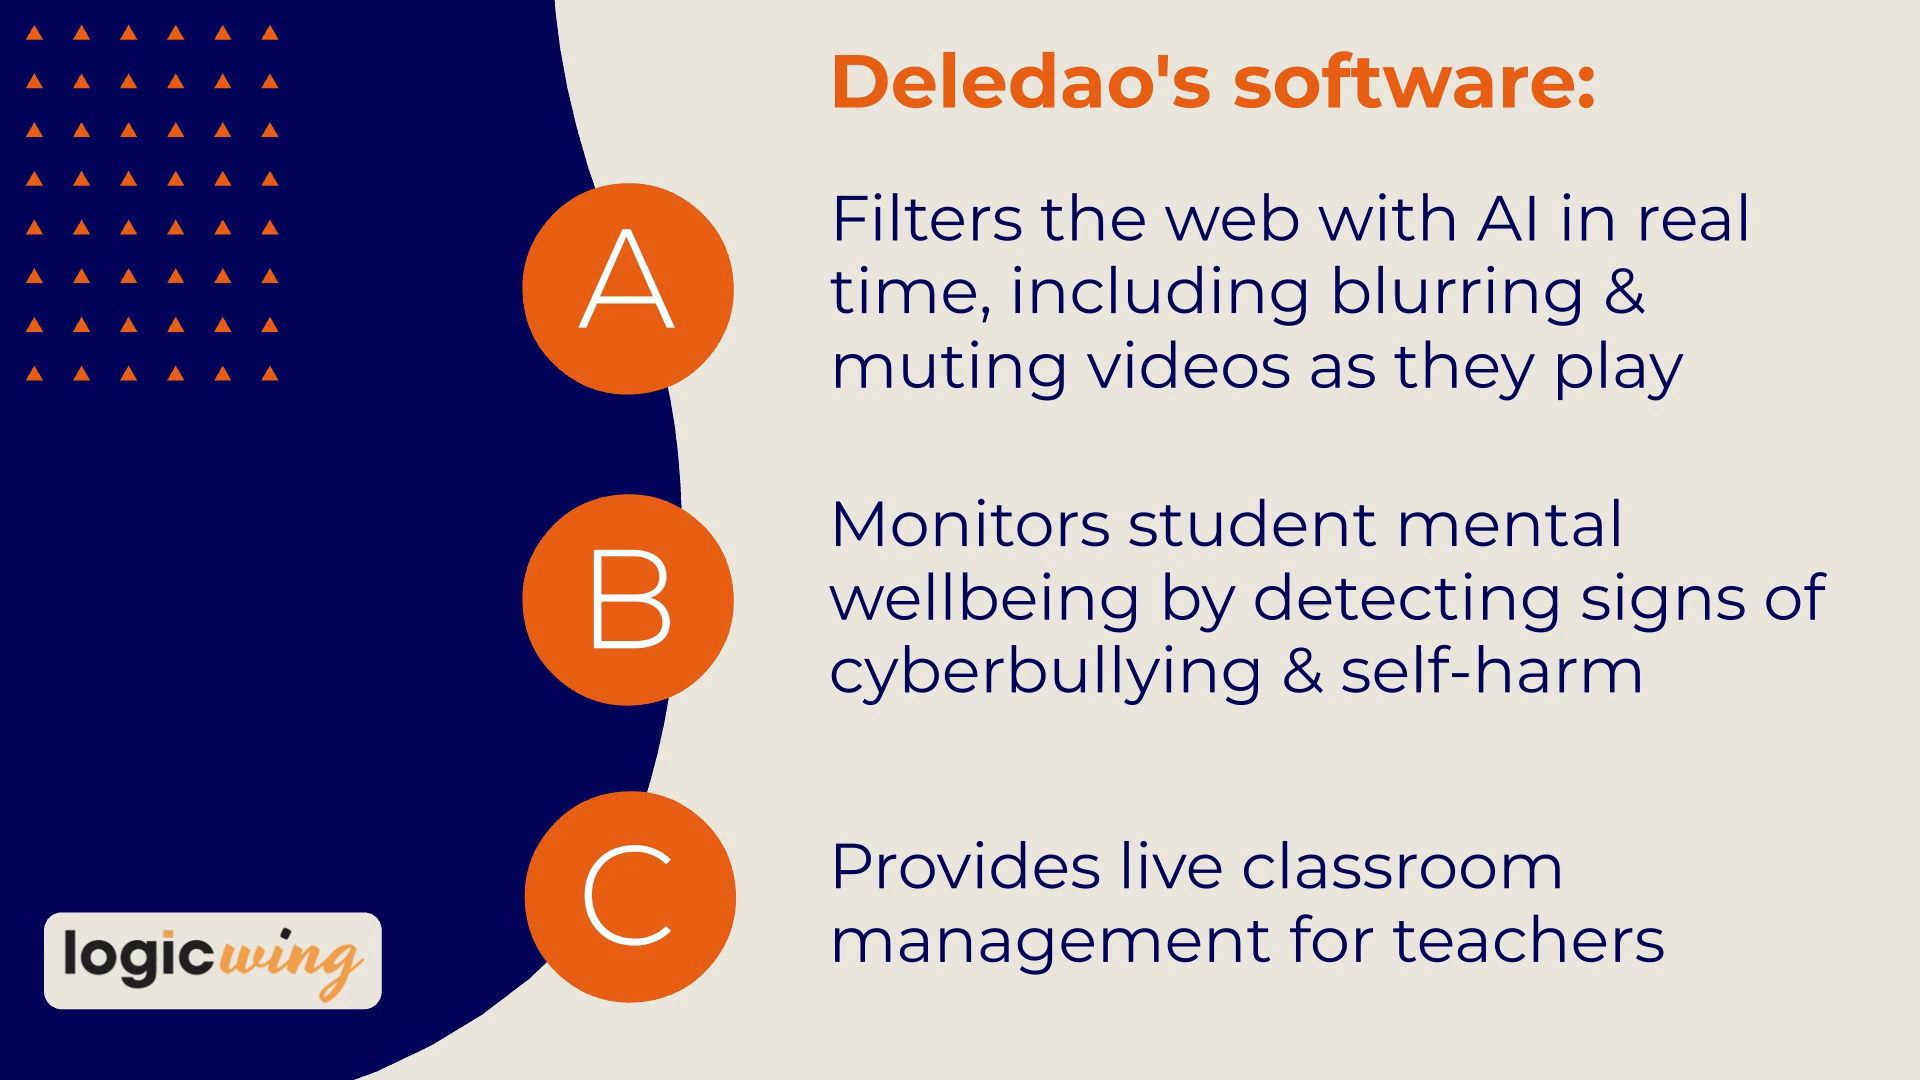 Deledao's software:
A
Filters the web with AI in real
time, including blurring &
muting videos as they play
B
Monitors student mental
wellbeing by detecting signs of
cyberbullying & self-harm
C
Provides live classroom
management for teachers
logicwing